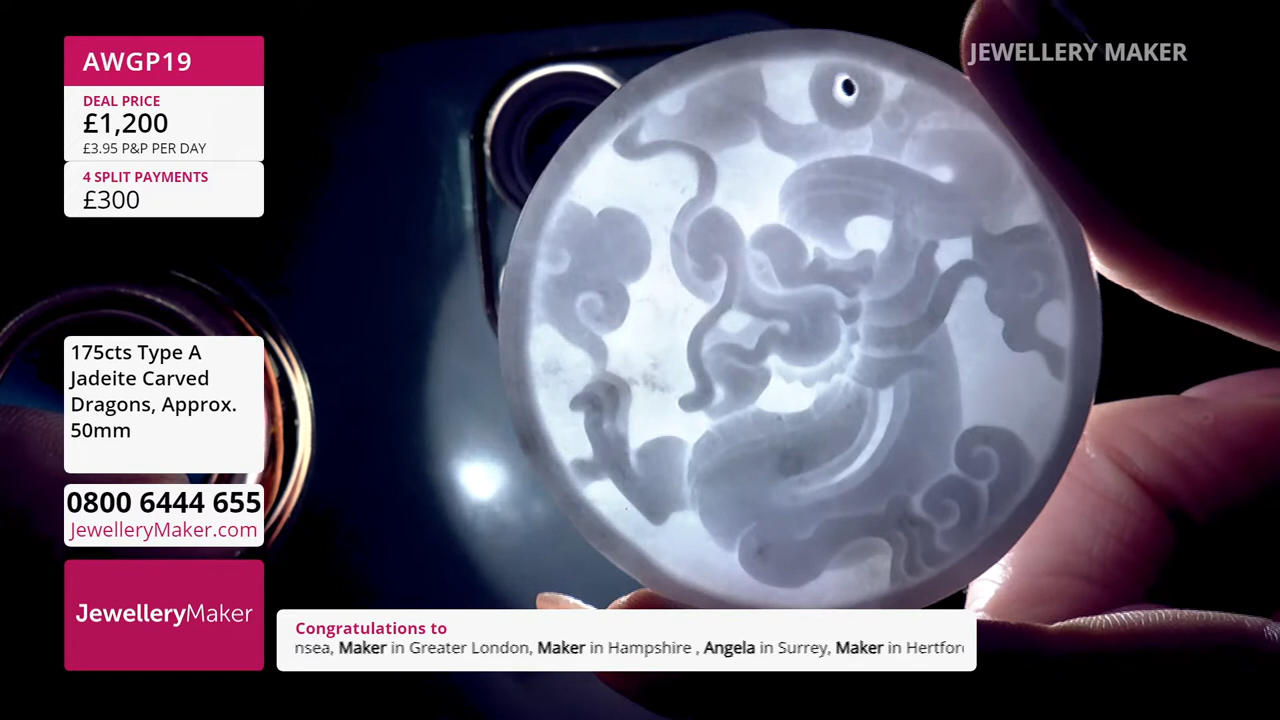 AWGP19
DEAL PRICE
£1,200
£3.95 P&P PER DAY
4 SPLIT PAYMENTS
£300
JEWELLERY MAKER
175cts Type A
Jadeite Carved
Dragons, Approx.
50mm
0800 6444 655
JewelleryMaker.com
JewelleryMaker
Congratulations to
nsea, Maker in Greater London, Maker in Hampshire , Angela in Surrey, Maker in Hertford